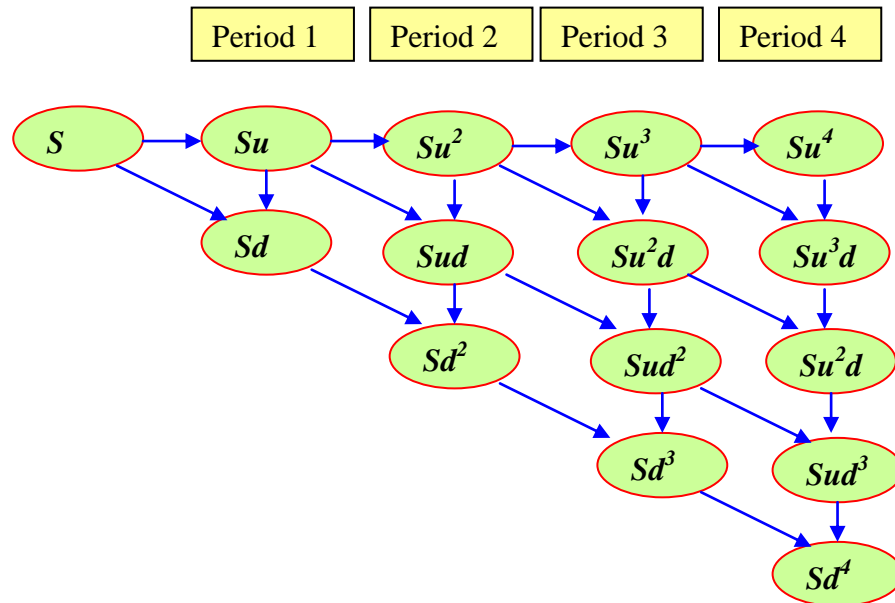 Period 1 Period 2 Period 3 Period 4
S Su Su² Su³ Su⁴
Sd Sud Su²d Su³d
Sd² Sud² Su²d
Sd³ Sud³
Sd⁴